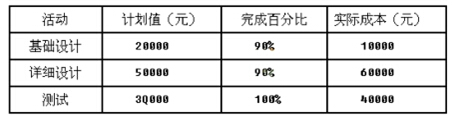 活动 计划值（元） 完成百分比 实际成本（元）
基础设计 20000 90% 10000
详细设计 50000 90% 60000
测试 30000 100% 40000